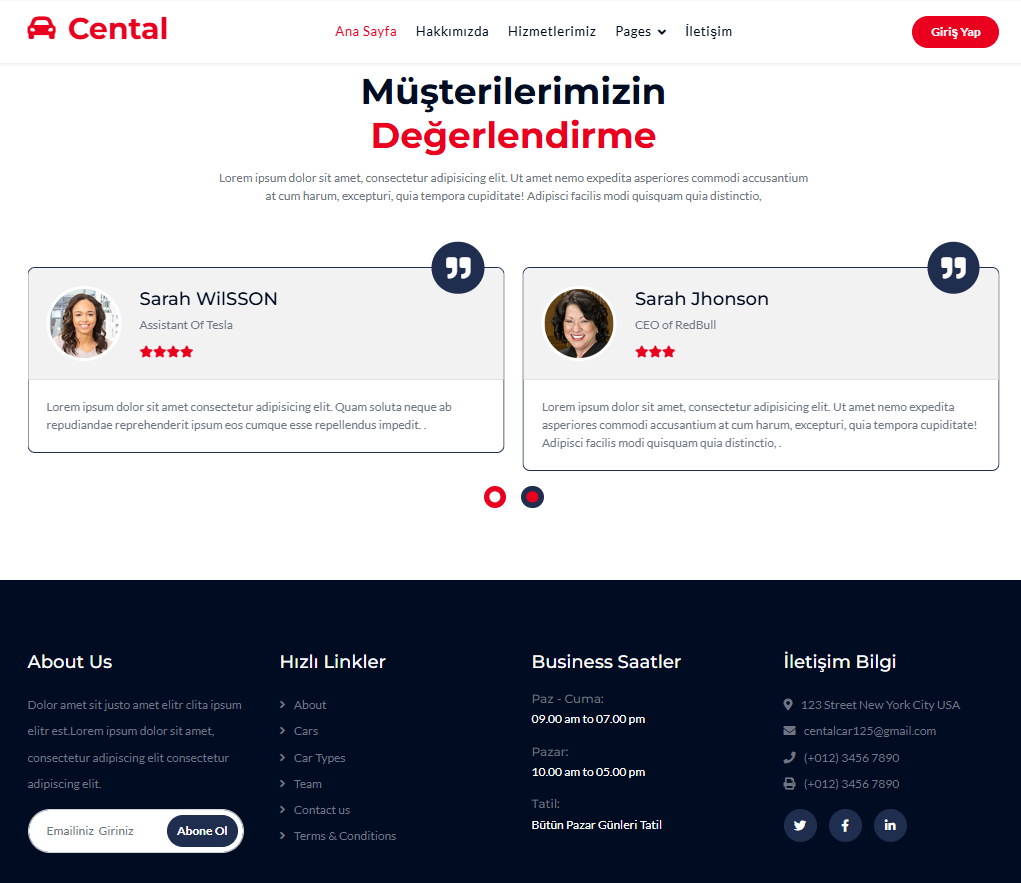 Cental
Ana Sayfa
Hakkımızda
Hizmetlerimiz
Pages
İletişim
Giriş Yap
Müşterilerimizin
Değerlendirme
Lorem ipsum dolor sit amet, consectetur adipisicing elit. Ut amet nemo expedita asperiores commodi accusantium
at cum harum, excepturi, quia tempora cupiditate! Adipisci facilis modi quisquam quia distinctio,
Sarah WilSSON
Assistant Of Tesla
Lorem ipsum dolor sit amet consectetur adipisicing elit. Quam soluta neque ab
repudiandae reprehenderit ipsum eos cumque esse repellendus impedit. .
Sarah Jhonson
CEO of RedBull
Lorem ipsum dolor sit amet, consectetur adipisicing elit. Ut amet nemo expedita
asperiores commodi accusantium at cum harum, excepturi, quia tempora cupiditate!
Adipisci facilis modi quisquam quia distinctio, .
About Us
Dolor amet sit justo amet elitr clita ipsum
elitr est.Lorem ipsum dolor sit amet,
consectetur adipiscing elit consectetur
adipiscing elit.
Emailiniz Giriniz
Abone Ol
Hızlı Linkler
About
Cars
Car Types
Team
Contact us
Terms & Conditions
Business Saatler
Paz - Cuma:
09.00 am to 07.00 pm
Pazar:
10.00 am to 05.00 pm
Tatil:
Bütün Pazar Günleri Tatil
İletişim Bilgi
123 Street New York City USA
centalcar125@gmail.com
(+012) 3456 7890
(+012) 3456 7890